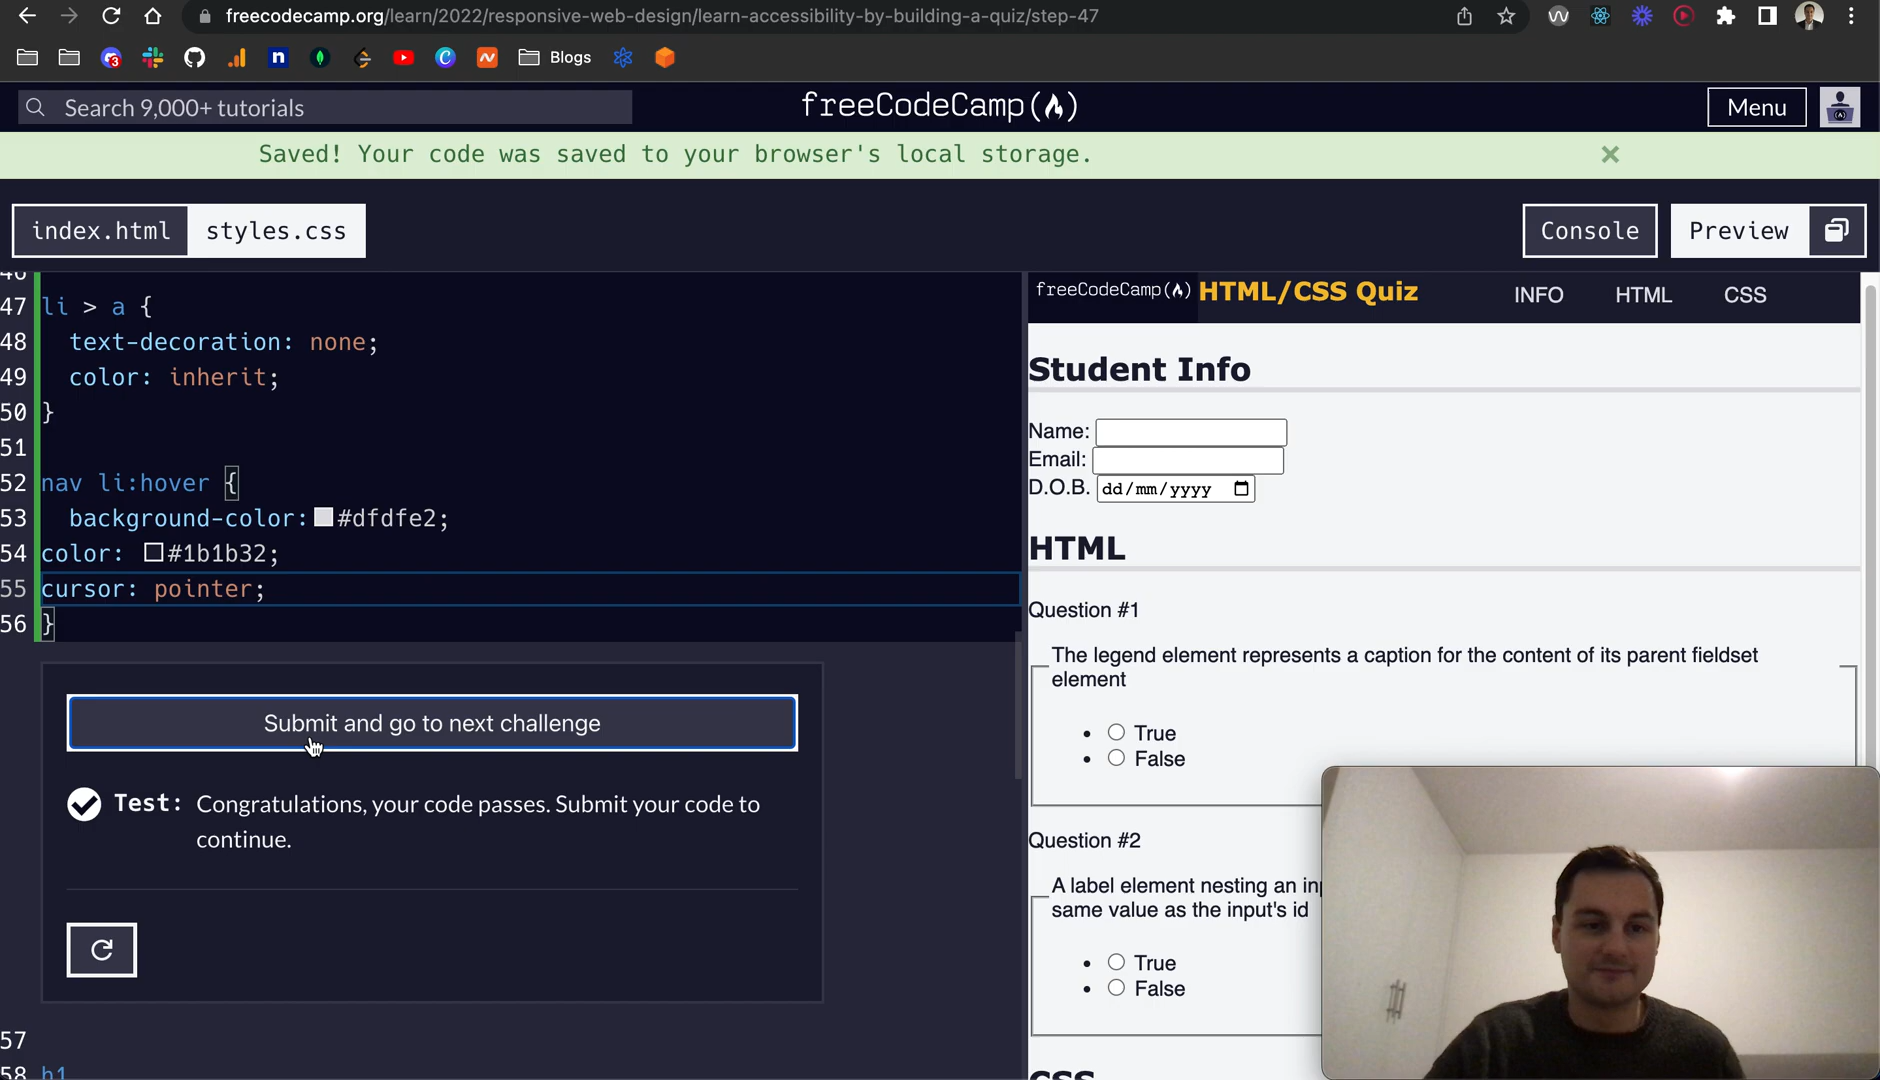 freecodecamp.org/learn/2022/responsive-web-design/learn-accessibility-by-building-a-quiz/step-47
3
n
Blogs
Search 9,000+ tutorials
freeCodeCamp(🔥)
Menu
Saved! Your code was saved to your browser's local storage.
×
index.html
styles.css
Console
Preview
46
47 li > a {
48 text-decoration: none;
49 color: inherit;
50 }
51
52 nav li:hover {
53 background-color: #dfdfe2;
54 color: #1b1b32;
55 cursor: pointer;
56 }
Submit and go to next challenge
Test: Congratulations, your code passes. Submit your code to
continue.
57
58 h1
freeCodeCamp(🔥) HTML/CSS Quiz
INFO
HTML
CSS
Student Info
Name:
Email:
D.O.B. dd/mm/yyyy
HTML
Question #1
The legend element represents a caption for the content of its parent fieldset
element
• True
• False
Question #2
A label element nesting an
same value as the input's id
• True
• False
CSS